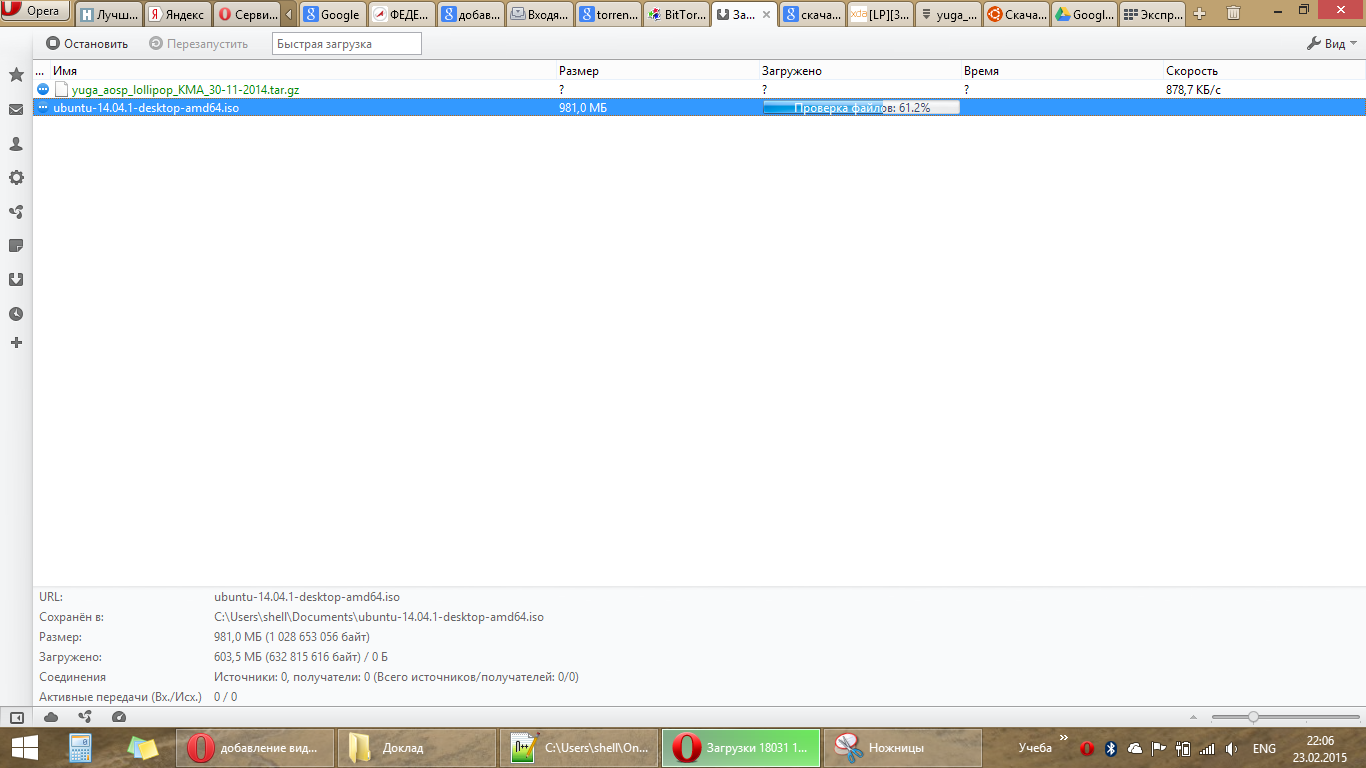 Opera Лучш... Яндекс Серви... Google ФЕДЕ... добав... Входя... torren... BitTor... За... скача... [LP][3... yuga_... Скача... Googl... Экспр...
Остановить Перезапустить Быстрая загрузка Вид
... Имя Размер Загружено Время Скорость
yuga_aosp_lollipop_KMA_30-11-2014.tar.gz ? ? ? 878,7 КБ/с
ubuntu-14.04.1-desktop-amd64.iso 981,0 МБ Проверка файлов: 61.2%
URL: ubuntu-14.04.1-desktop-amd64.iso
Сохранён в: C:\Users\shell\Documents\ubuntu-14.04.1-desktop-amd64.iso
Размер: 981,0 МБ (1 028 653 056 байт)
Загружено: 603,5 МБ (632 815 616 байт) / 0 Б
Соединения Источники: 0, получатели: 0 (Всего источников/получателей: 0/0)
Активные передачи (Вх./Исх.) 0 / 0
добавление вид... Доклад C:\Users\shell\On... Загрузки 18031 1... Ножницы Учеба » ENG 22:06
23.02.2015